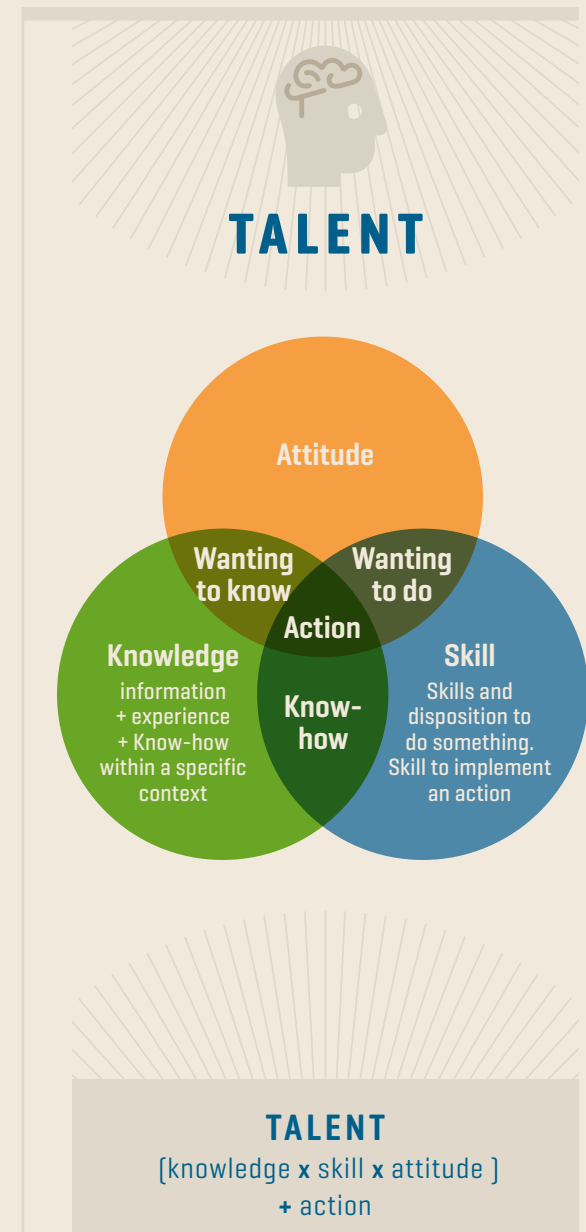 TALENT
Attitude
Wanting
to know
Wanting
to do
Action
Knowledge
information
+ experience
+ Know-how
within a specific
context
Know-
how
Skill
Skills and
disposition to
do something.
Skill to implement
an action
TALENT
(knowledge x skill x attitude )
+ action